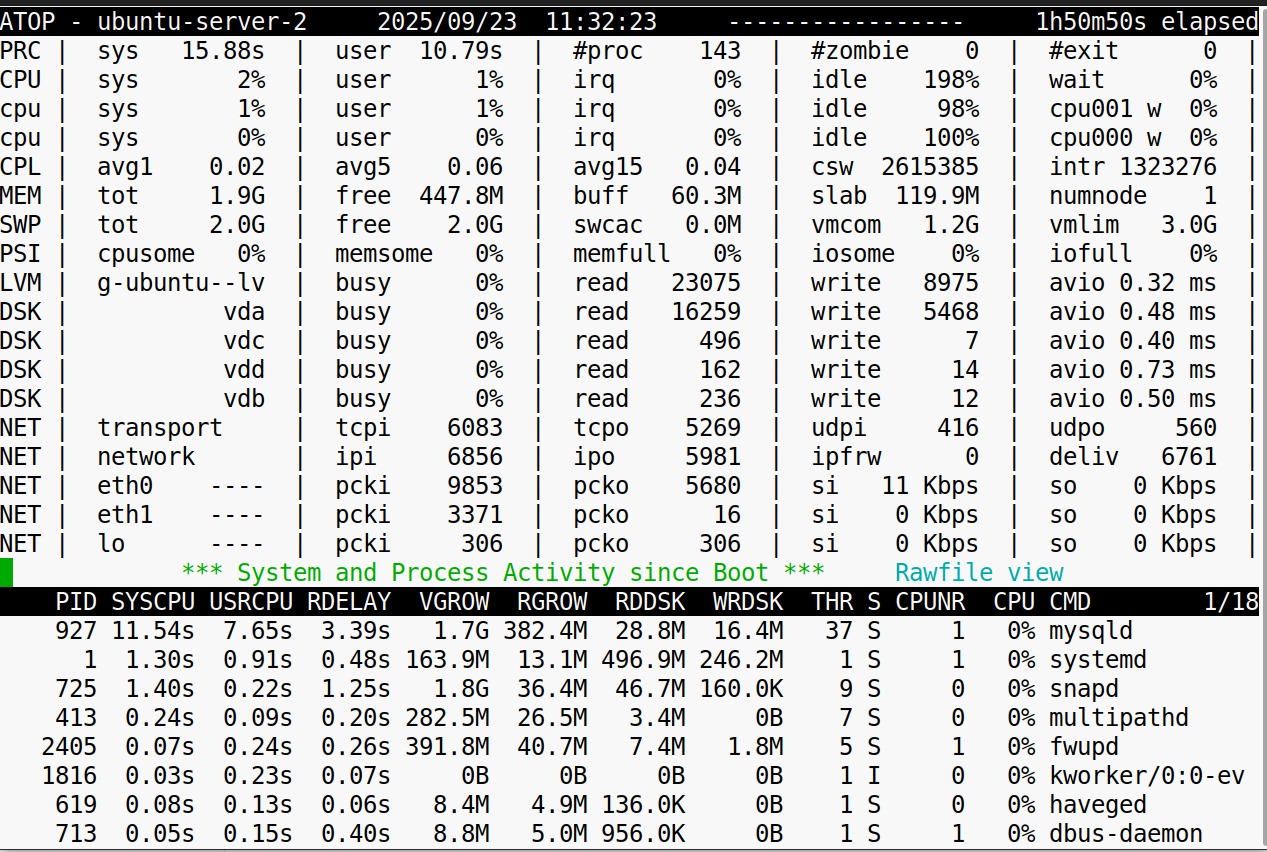 ATOP - ubuntu-server-2     2025/09/23  11:32:23     -----------------     1h50m50s elapsed
PRC |  sys   15.88s  |  user  10.79s  |  #proc    143  |  #zombie    0  |  #exit      0  |
CPU |  sys       2%  |  user      1%  |  irq       0%  |  idle    198%  |  wait      0%  |
cpu |  sys       1%  |  user      1%  |  irq       0%  |  idle     98%  |  cpu001 w  0%  |
cpu |  sys       0%  |  user      0%  |  irq       0%  |  idle    100%  |  cpu000 w  0%  |
CPL |  avg1    0.02  |  avg5    0.06  |  avg15   0.04  |  csw  2615385  |  intr 1323276  |
MEM |  tot     1.9G  |  free  447.8M  |  buff   60.3M  |  slab  119.9M  |  numnode    1  |
SWP |  tot     2.0G  |  free    2.0G  |  swcac   0.0M  |  vmcom   1.2G  |  vmlim   3.0G  |
PSI |  cpusome   0%  |  memsome   0%  |  memfull   0%  |  iosome    0%  |  iofull    0%  |
LVM |  g-ubuntu--lv  |  busy      0%  |  read   23075  |  write   8975  |  avio 0.32 ms  |
DSK |           vda  |  busy      0%  |  read   16259  |  write   5468  |  avio 0.48 ms  |
DSK |           vdc  |  busy      0%  |  read     496  |  write      7  |  avio 0.40 ms  |
DSK |           vdd  |  busy      0%  |  read     162  |  write     14  |  avio 0.73 ms  |
DSK |           vdb  |  busy      0%  |  read     236  |  write     12  |  avio 0.50 ms  |
NET |  transport     |  tcpi    6083  |  tcpo    5269  |  udpi     416  |  udpo     560  |
NET |  network       |  ipi     6856  |  ipo     5981  |  ipfrw      0  |  deliv   6761  |
NET |  eth0    ----  |  pcki    9853  |  pcko    5680  |  si   11 Kbps  |  so    0 Kbps  |
NET |  eth1    ----  |  pcki    3371  |  pcko      16  |  si    0 Kbps  |  so    0 Kbps  |
NET |  lo      ----  |  pcki     306  |  pcko     306  |  si    0 Kbps  |  so    0 Kbps  |
*** System and Process Activity since Boot ***     Rawfile view
PID SYSCPU USRCPU RDELAY  VGROW  RGROW  RDDSK  WRDSK  THR S CPUNR  CPU CMD        1/18
927 11.54s  7.65s  3.39s   1.7G 382.4M  28.8M  16.4M   37 S     1   0% mysqld
1  1.30s  0.91s  0.48s 163.9M  13.1M 496.9M 246.2M    1 S     1   0% systemd
725  1.40s  0.22s  1.25s   1.8G  36.4M  46.7M 160.0K    9 S     0   0% snapd
413  0.24s  0.09s  0.20s 282.5M  26.5M   3.4M     0B    7 S     0   0% multipathd
2405  0.07s  0.24s  0.26s 391.8M  40.7M   7.4M   1.8M    5 S     1   0% fwupd
1816  0.03s  0.23s  0.07s     0B     0B     0B     0B    1 I     0   0% kworker/0:0-ev
619  0.08s  0.13s  0.06s   8.4M   4.9M 136.0K     0B    1 S     0   0% haveged
713  0.05s  0.15s  0.40s   8.8M   5.0M 956.0K     0B    1 S     1   0% dbus-daemon